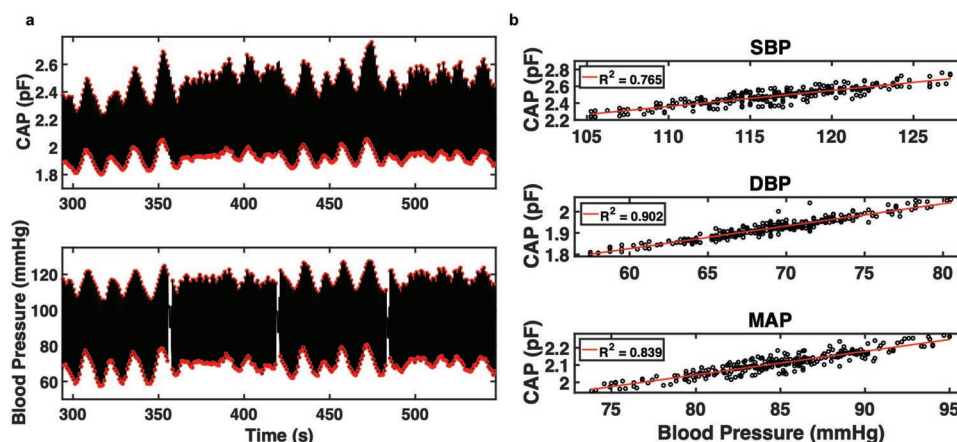 a
CAP (pF)
2.6
2.4
2.2
2
1.8
300 350 400 450 500
Blood Pressure (mmHg)
120
100
80
60
300 350 400 450 500
Time (s)
b
SBP
CAP (pF)
2.8
2.6
2.4
2.2
R² = 0.765
105 110 115 120 125
DBP
CAP (pF)
2
1.9
1.8
R² = 0.902
60 65 70 75 80
MAP
CAP (pF)
2.2
2.1
2
R² = 0.839
75 80 85 90 95
Blood Pressure (mmHg)